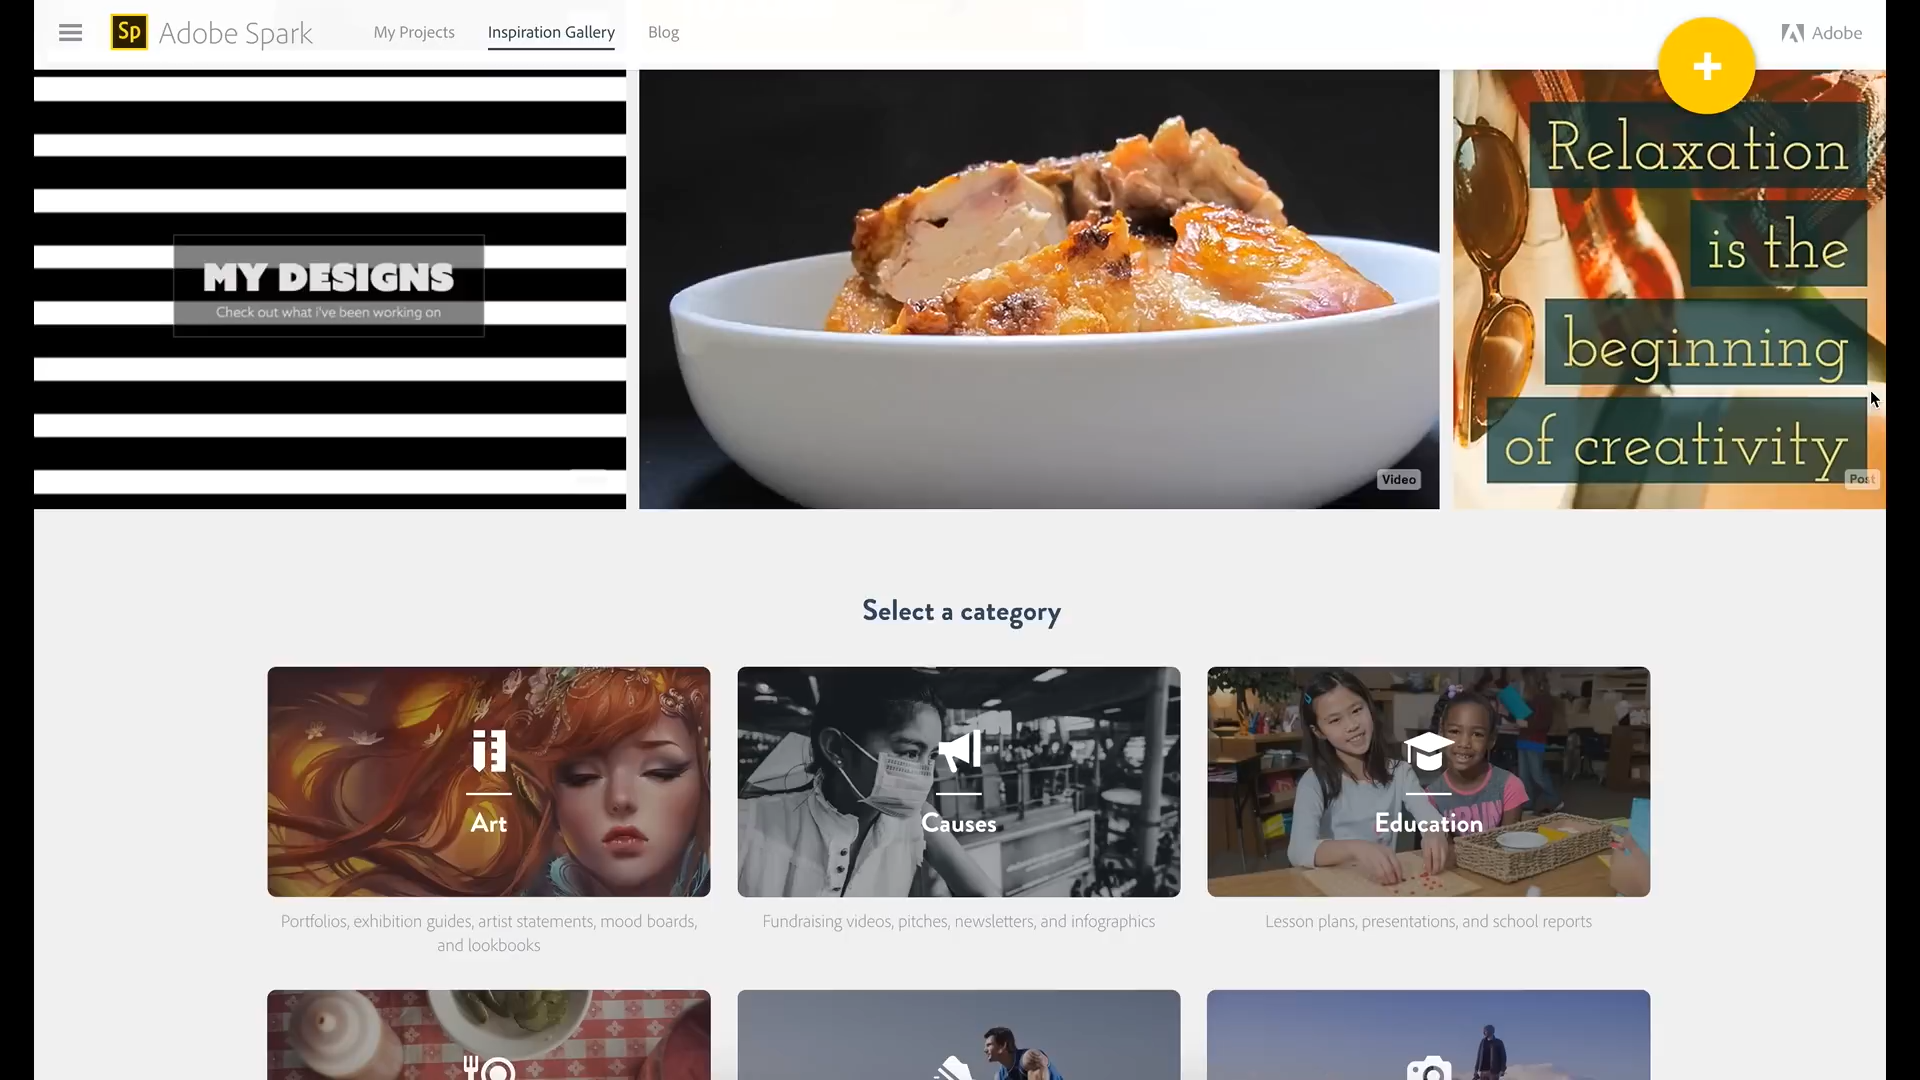 Sp Adobe Spark My Projects Inspiration Gallery Blog Adobe
MY DESIGNS
Check out what i've been working on
Video
Relaxation
is the
beginning
of creativity
Post
Select a category
Art
Causes
Education
Portfolios, exhibition guides, artist statements, mood boards,
and lookbooks
Fundraising videos, pitches, newsletters, and infographics
Lesson plans, presentations, and school reports